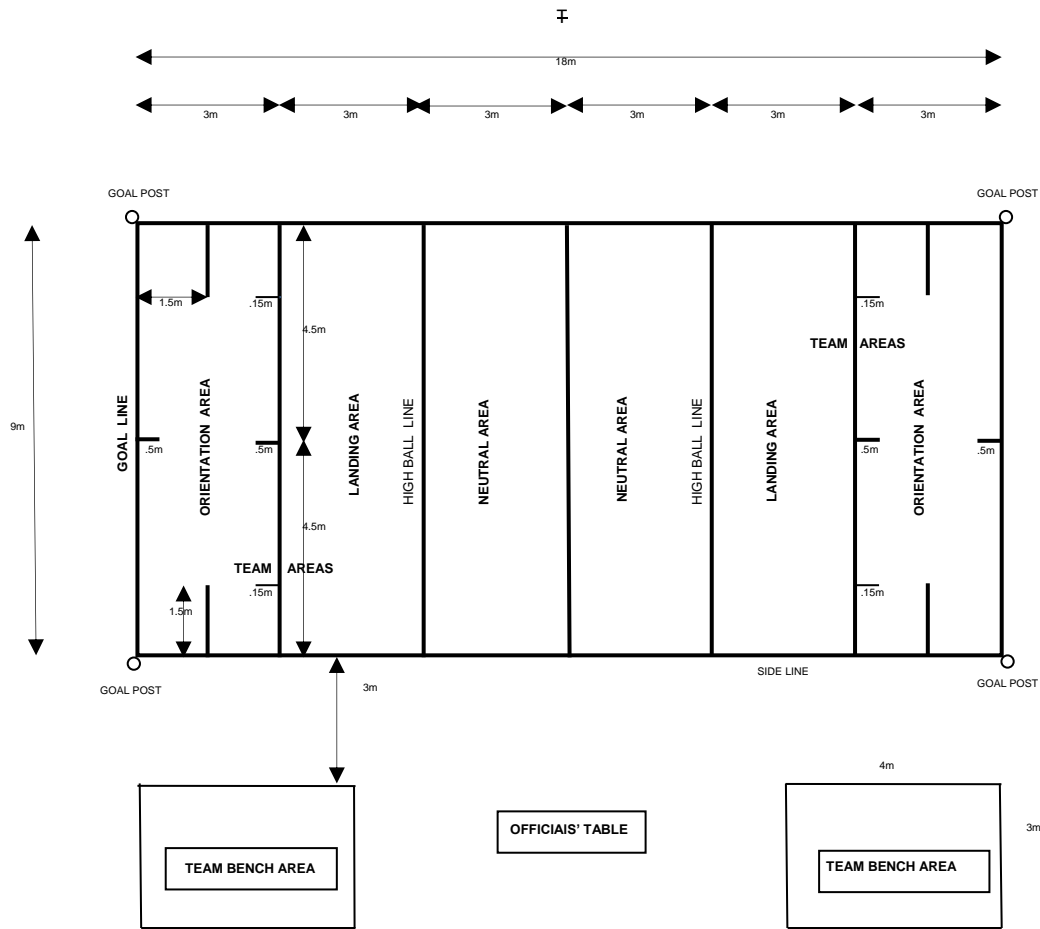 18m
3m 3m 3m 3m 3m 3m
GOAL POST GOAL POST
1.5m .15m .15m
4.5m
TEAM AREAS
9m
GOAL LINE
ORIENTATION AREA
LANDING AREA
HIGH BALL LINE
NEUTRAL AREA
NEUTRAL AREA
HIGH BALL LINE
LANDING AREA
ORIENTATION AREA
.5m .5m .5m .5m
4.5m
TEAM AREAS
.15m .15m
1.5m
SIDE LINE
GOAL POST 3m GOAL POST
4m
OFFICIAIS' TABLE 3m
TEAM BENCH AREA TEAM BENCH AREA